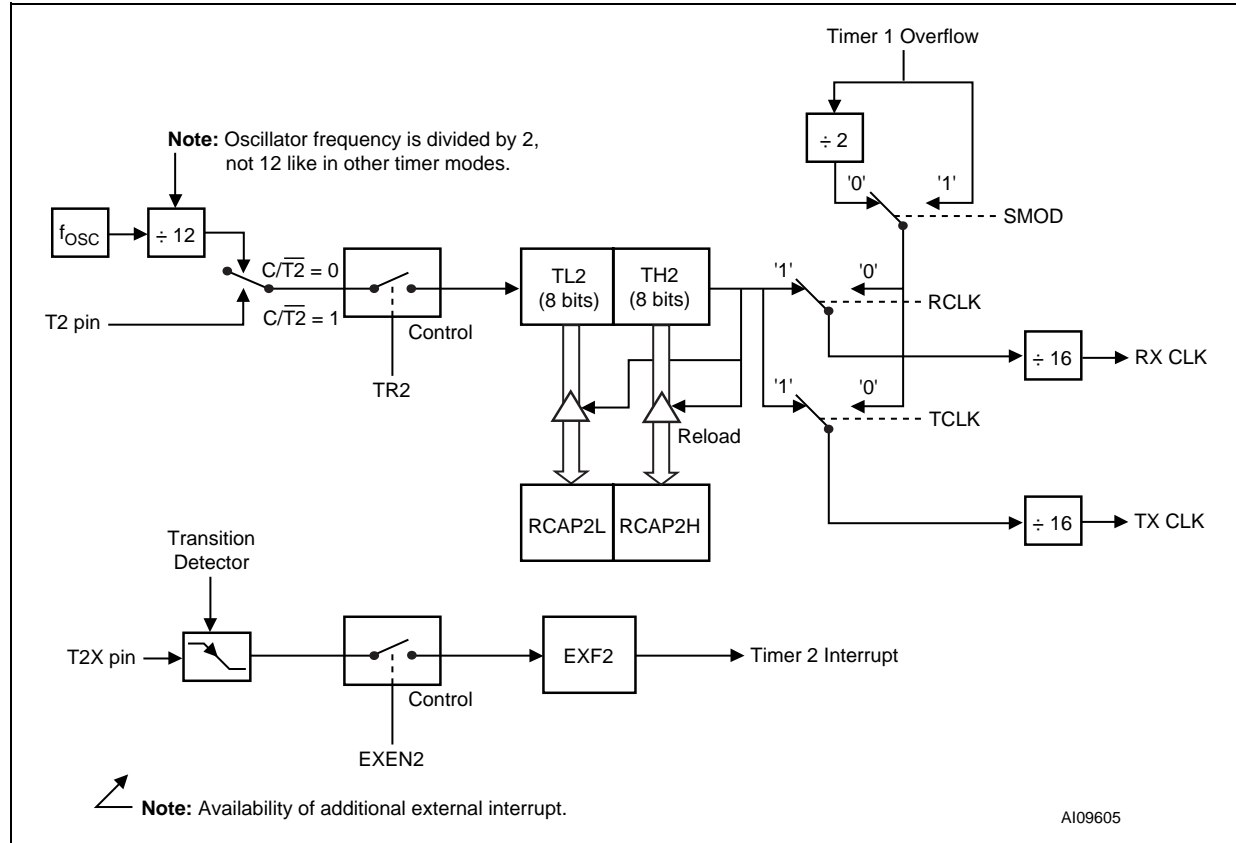 Timer 1 Overflow
Note: Oscillator frequency is divided by 2,
not 12 like in other timer modes.
÷ 2
'0'
'1'
SMOD
fOSC
÷ 12
C/T2 = 0
C/T2 = 1
T2 pin
Control
TR2
TL2
(8 bits)
TH2
(8 bits)
'1'
'0'
RCLK
÷ 16
RX CLK
'1'
'0'
TCLK
Reload
RCAP2L
RCAP2H
÷ 16
TX CLK
Transition
Detector
T2X pin
Control
EXEN2
EXF2
Timer 2 Interrupt
Note: Availability of additional external interrupt.
AI09605